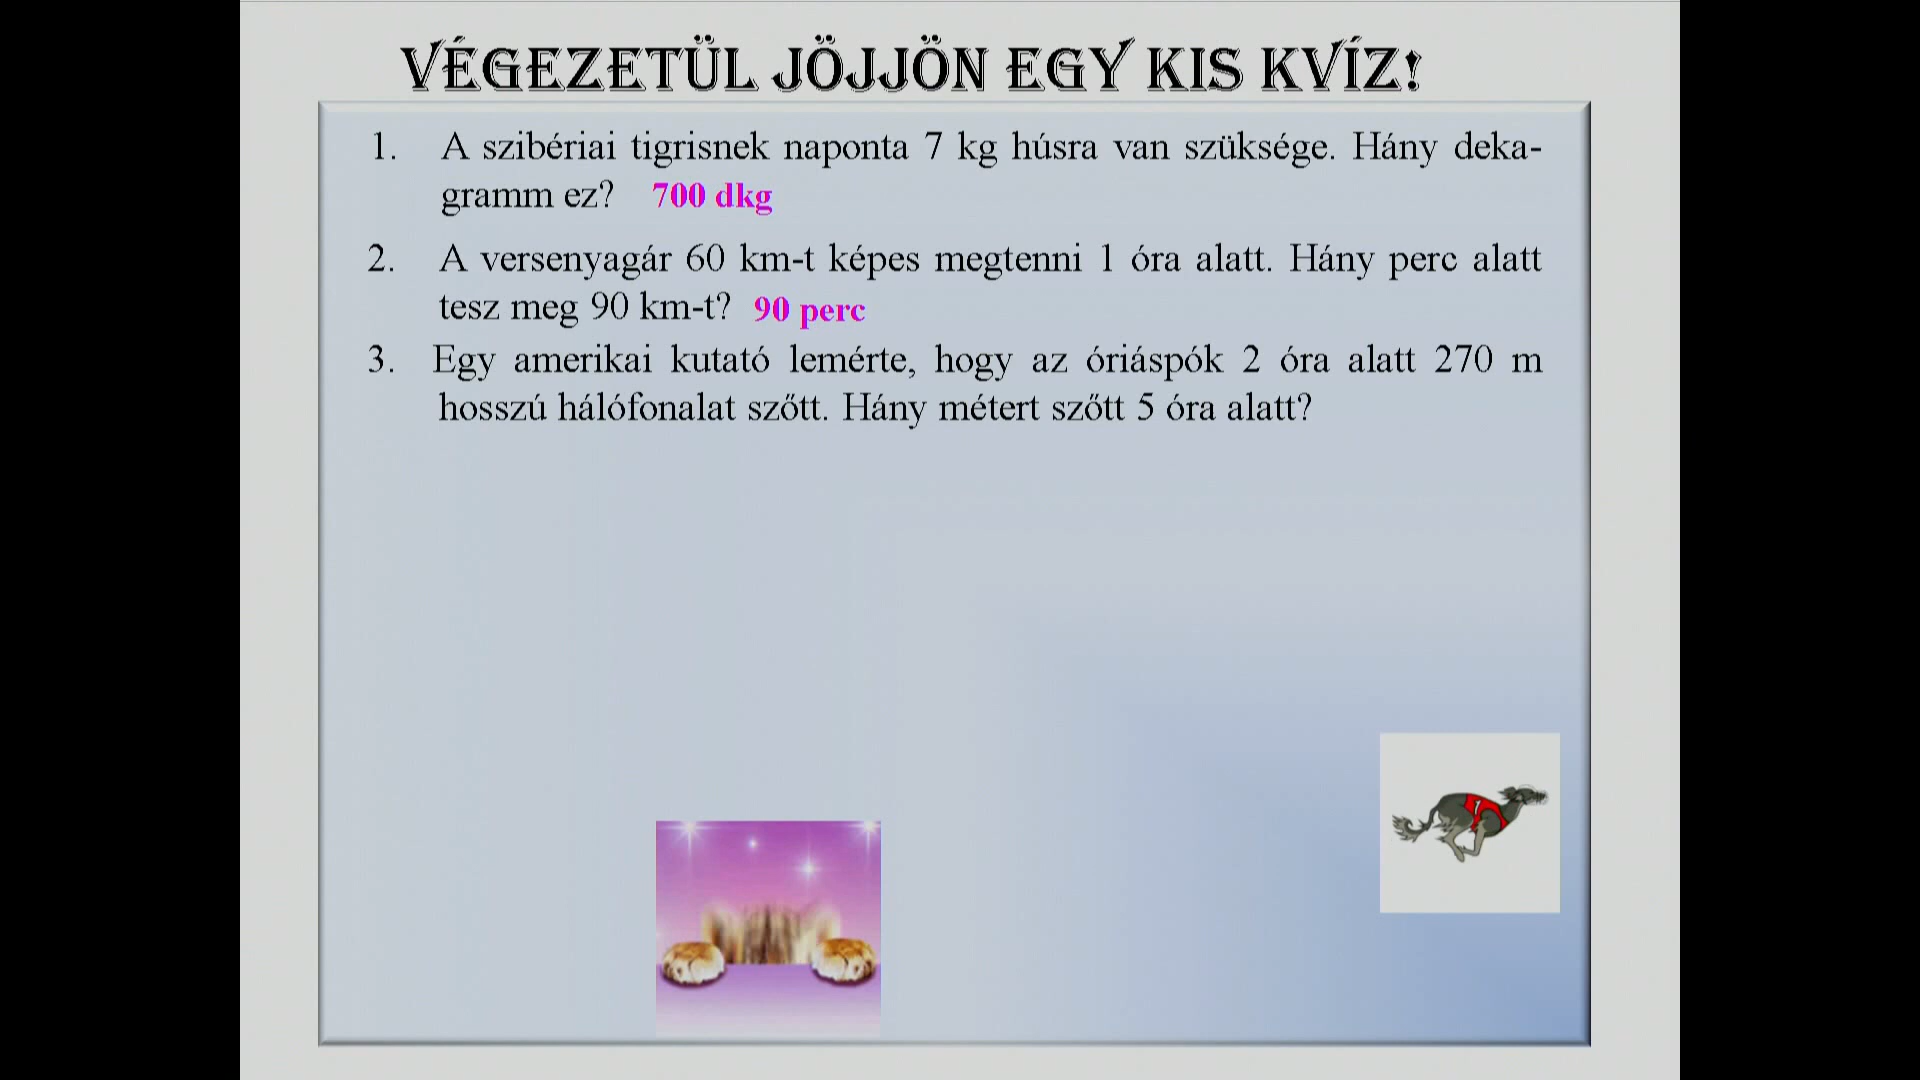 VÉGEZETÜL JÖJJÖN EGY KIS KVÍZ!
1. A szibériai tigrisnek naponta 7 kg húsra van szüksége. Hány deka-
gramm ez? 700 dkg
2. A versenyagár 60 km-t képes megtenni 1 óra alatt. Hány perc alatt
tesz meg 90 km-t? 90 perc
3. Egy amerikai kutató lemérte, hogy az óriáspók 2 óra alatt 270 m
hosszú hálófonalat szőtt. Hány métert szőtt 5 óra alatt?
1